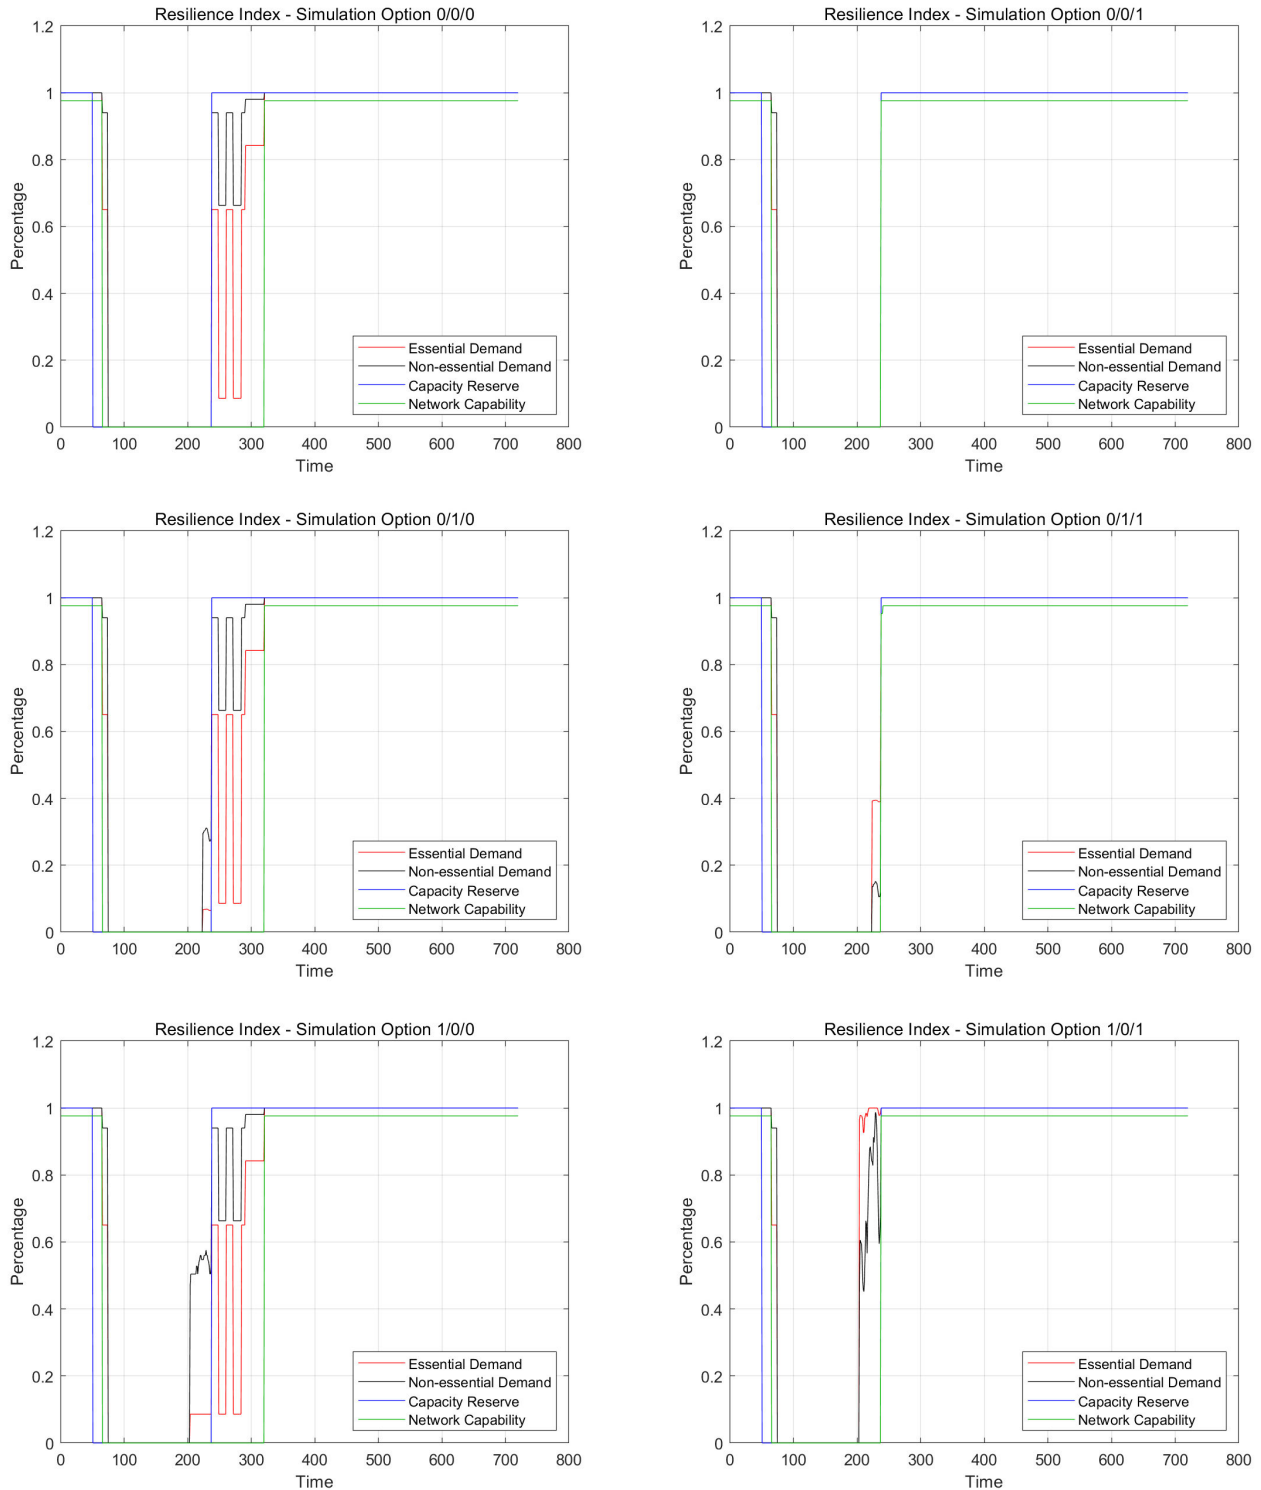 Resilience Index - Simulation Option 0/0/0
1.2
1
0.8
0.6
0.4
0.2
0
Percentage
Essential Demand
Non-essential Demand
Capacity Reserve
Network Capability
0 100 200 300 400 500 600 700 800
Time
Resilience Index - Simulation Option 0/0/1
1.2
1
0.8
0.6
0.4
0.2
0
Percentage
Essential Demand
Non-essential Demand
Capacity Reserve
Network Capability
0 100 200 300 400 500 600 700 800
Time
Resilience Index - Simulation Option 0/1/0
1.2
1
0.8
0.6
0.4
0.2
0
Percentage
Essential Demand
Non-essential Demand
Capacity Reserve
Network Capability
0 100 200 300 400 500 600 700 800
Time
Resilience Index - Simulation Option 0/1/1
1.2
1
0.8
0.6
0.4
0.2
0
Percentage
Essential Demand
Non-essential Demand
Capacity Reserve
Network Capability
0 100 200 300 400 500 600 700 800
Time
Resilience Index - Simulation Option 1/0/0
1.2
1
0.8
0.6
0.4
0.2
0
Percentage
Essential Demand
Non-essential Demand
Capacity Reserve
Network Capability
0 100 200 300 400 500 600 700 800
Time
Resilience Index - Simulation Option 1/0/1
1.2
1
0.8
0.6
0.4
0.2
0
Percentage
Essential Demand
Non-essential Demand
Capacity Reserve
Network Capability
0 100 200 300 400 500 600 700 800
Time